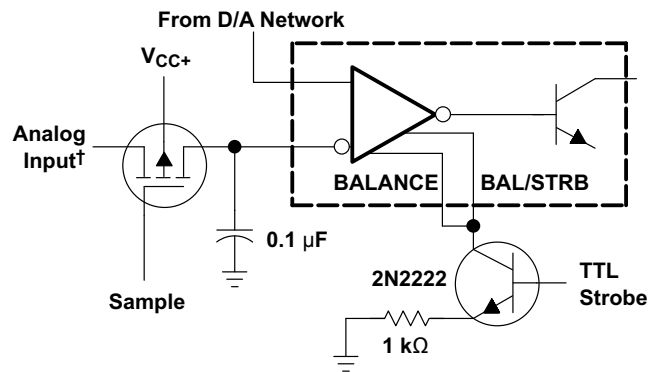 From D/A Network
VCC+
Analog
Input†
BALANCE
BAL/STRB
0.1 µF
2N2222
TTL
Strobe
Sample
1 kΩ